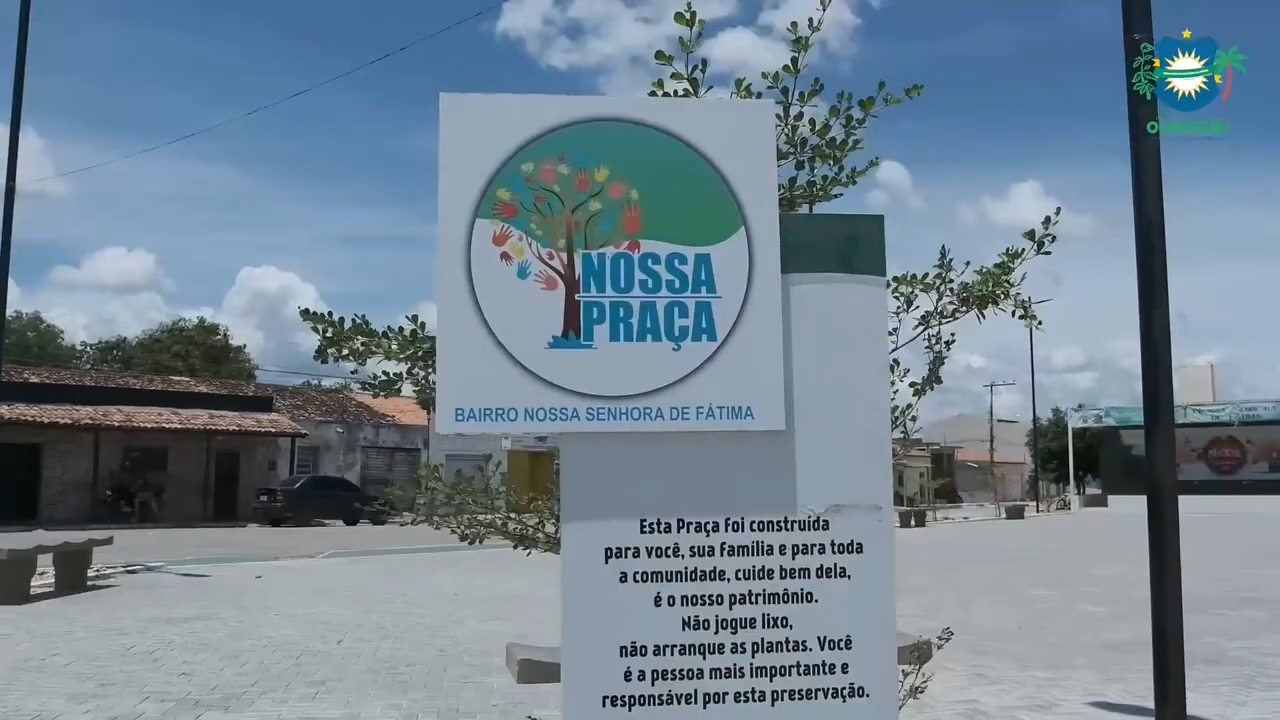 NOSSA
PRAÇA
BAIRRO NOSSA SENHORA DE FÁTIMA
Esta Praça foi construída
para você, sua família e para toda
a comunidade, cuide bem dela,
é o nosso patrimônio.
Não jogue lixo,
não arranque as plantas. Você
é a pessoa mais importante e
responsável por esta preservação.